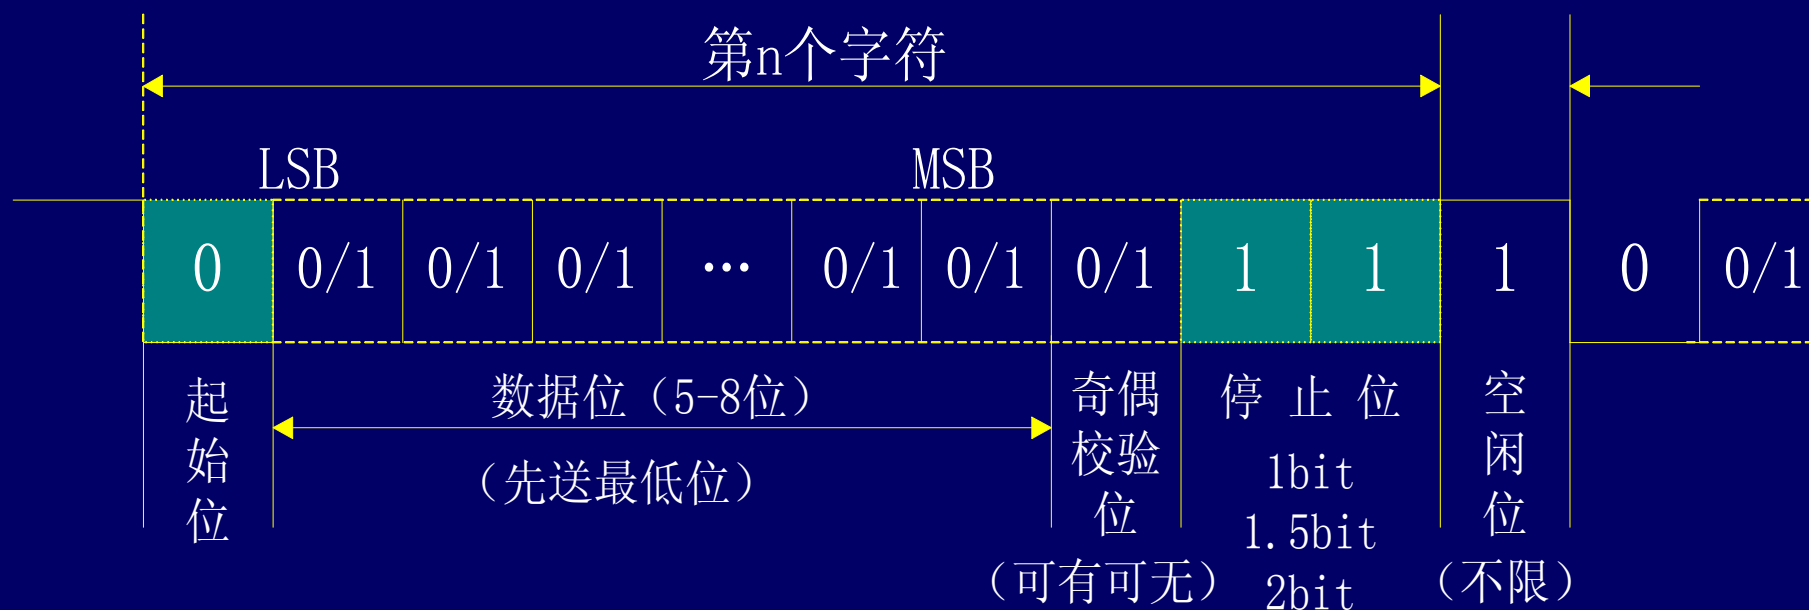 第n个字符
LSB
MSB
0 0/1 0/1 0/1 … 0/1 0/1 0/1 1 1 1 0 0/1
起始位
数据位（5-8位）
（先送最低位）
奇偶
校验
位
（可有可无）
停 止 位
1bit
1.5bit
2bit
空闲位
（不限）